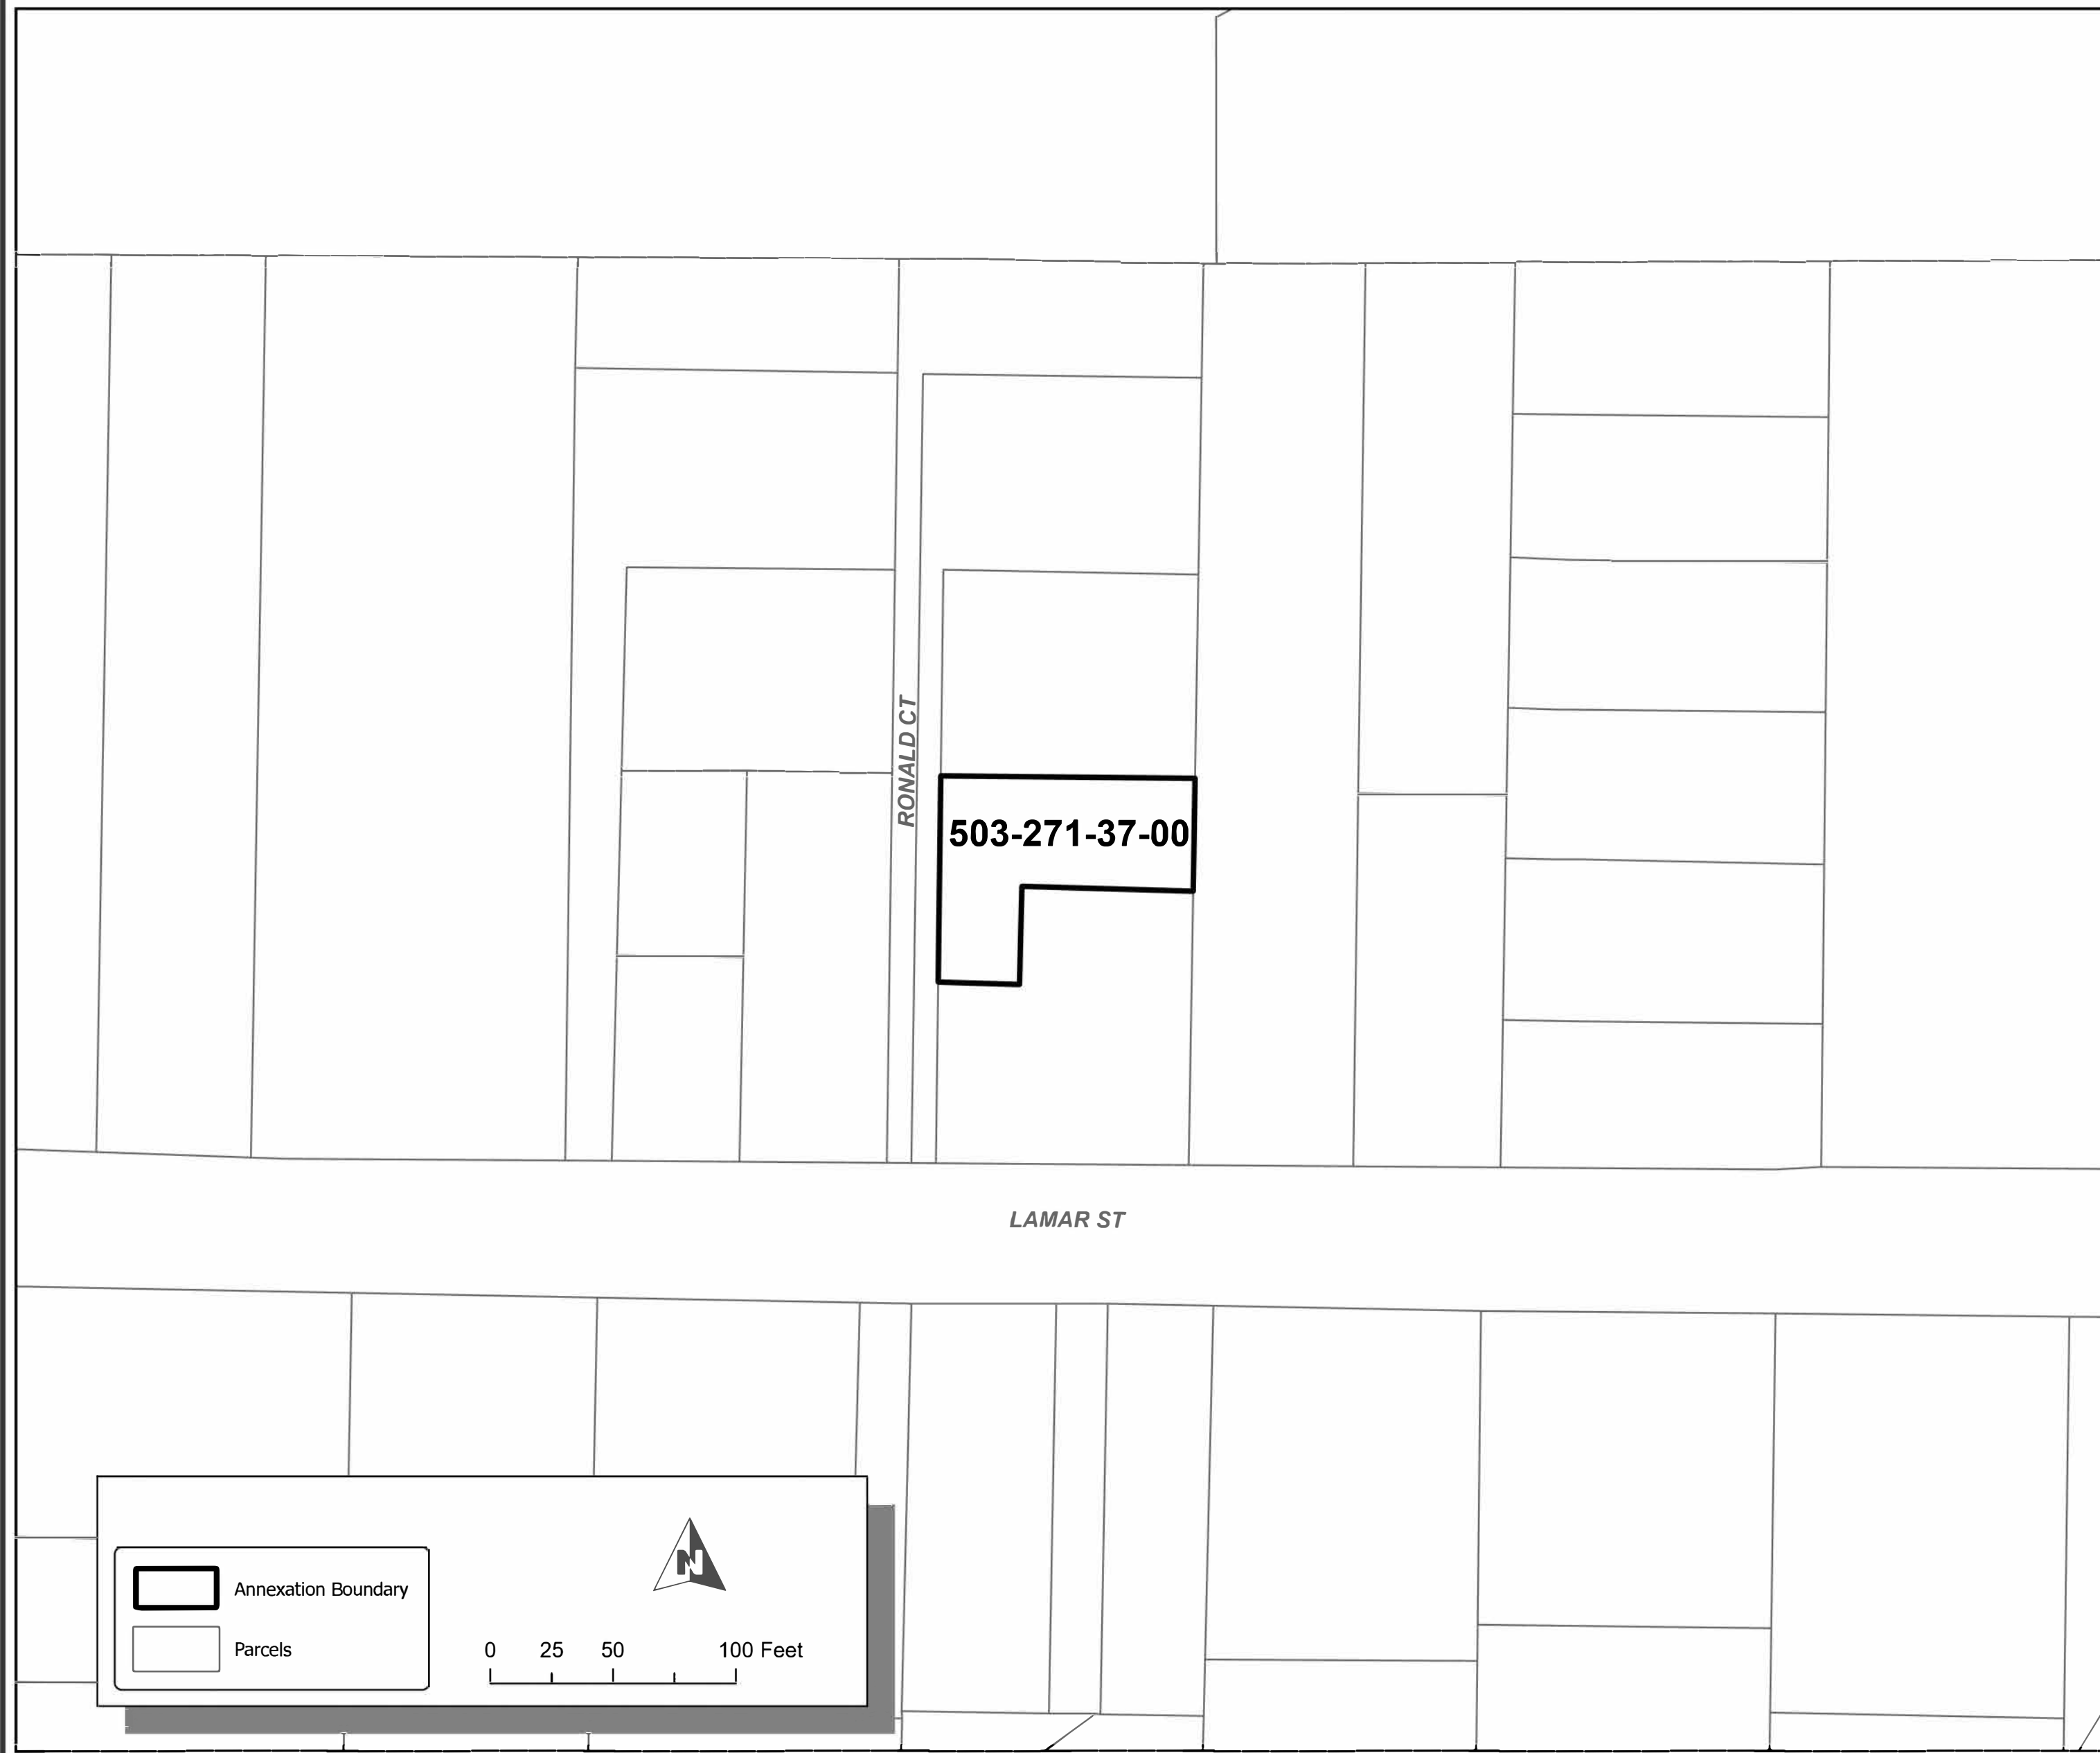 RONALD CT
503-271-37-00
LAMAR ST
N
Annexation Boundary
Parcels
0 25 50 100 Feet